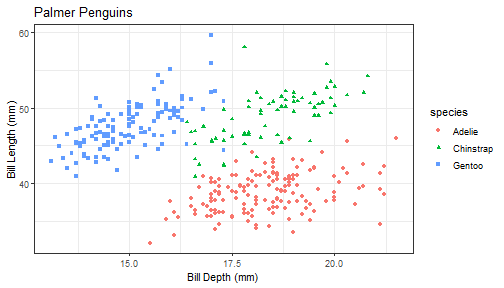 Palmer Penguins
60
50
40
Bill Length (mm)
15.0 17.5 20.0
Bill Depth (mm)
species
Adelie
Chinstrap
Gentoo